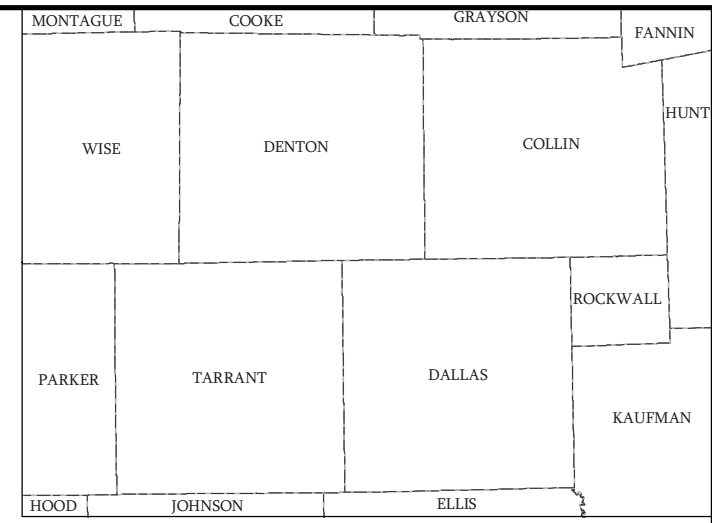 MONTAGUE
COOKE
GRAYSON
FANNIN
HUNT
WISE
DENTON
COLLIN
ROCKWALL
PARKER
TARRANT
DALLAS
KAUFMAN
HOOD
JOHNSON
ELLIS